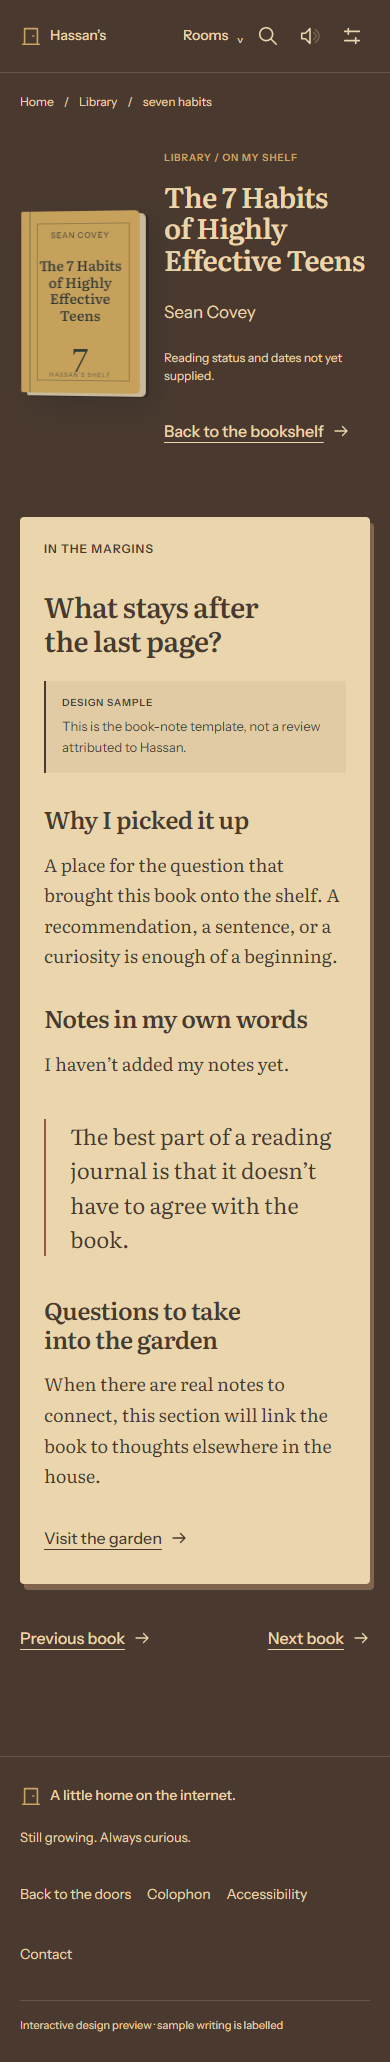 Hassan's
Rooms v
Home / Library / seven habits
LIBRARY / ON MY SHELF
The 7 Habits
of Highly
Effective Teens
Sean Covey
Reading status and dates not yet
supplied.
Back to the bookshelf →
SEAN COVEY
The 7 Habits
of Highly
Effective
Teens
7
HASSAN'S SHELF
IN THE MARGINS
What stays after
the last page?
DESIGN SAMPLE
This is the book-note template, not a review
attributed to Hassan.
Why I picked it up
A place for the question that
brought this book onto the shelf. A
recommendation, a sentence, or a
curiosity is enough of a beginning.
Notes in my own words
I haven't added my notes yet.
The best part of a reading
journal is that it doesn't
have to agree with the
book.
Questions to take
into the garden
When there are real notes to
connect, this section will link the
book to thoughts elsewhere in the
house.
Visit the garden →
Previous book → Next book →
A little home on the internet.
Still growing. Always curious.
Back to the doors Colophon Accessibility
Contact
Interactive design preview · sample writing is labelled